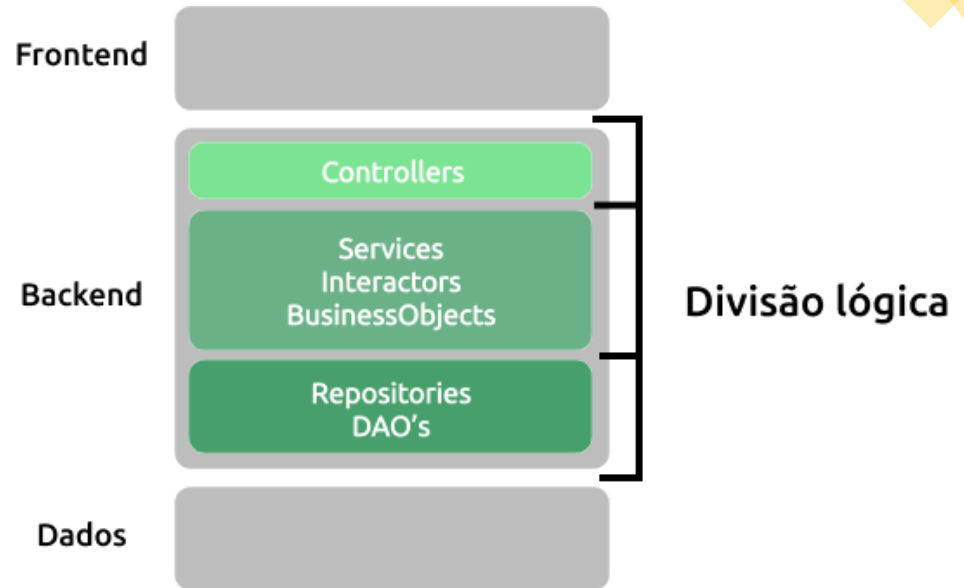 Frontend
Controllers
Services
Interactors
BusinessObjects
Backend
Divisão lógica
Repositories
DAO's
Dados